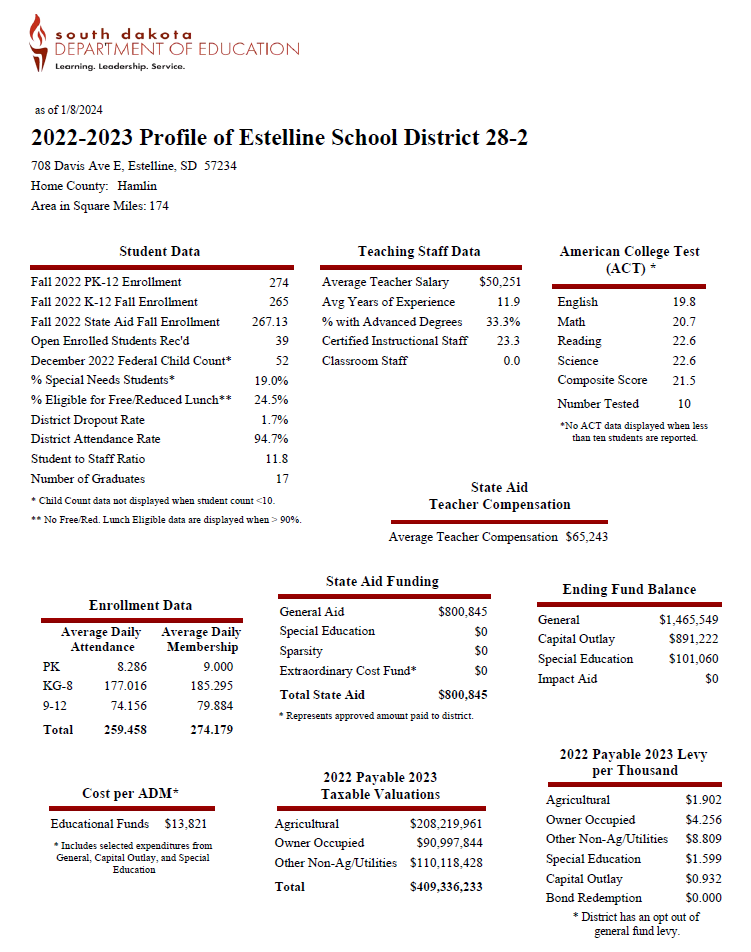 south dakota
DEPARTMENT OF EDUCATION
Learning. Leadership. Service.
as of 1/8/2024
2022-2023 Profile of Estelline School District 28-2
708 Davis Ave E, Estelline, SD 57234
Home County: Hamlin
Area in Square Miles: 174
Student Data
Fall 2022 PK-12 Enrollment 274
Fall 2022 K-12 Fall Enrollment 265
Fall 2022 State Aid Fall Enrollment 267.13
Open Enrolled Students Rec'd 39
December 2022 Federal Child Count* 52
% Special Needs Students* 19.0%
% Eligible for Free/Reduced Lunch** 24.5%
District Dropout Rate 1.7%
District Attendance Rate 94.7%
Student to Staff Ratio 11.8
Number of Graduates 17
* Child Count data not displayed when student count <10.
** No Free/Red. Lunch Eligible data are displayed when > 90%.
Teaching Staff Data
Average Teacher Salary $50,251
Avg Years of Experience 11.9
% with Advanced Degrees 33.3%
Certified Instructional Staff 23.3
Classroom Staff 0.0
American College Test
(ACT) *
English 19.8
Math 20.7
Reading 22.6
Science 22.6
Composite Score 21.5
Number Tested 10
*No ACT data displayed when less
than ten students are reported.
State Aid
Teacher Compensation
Average Teacher Compensation $65,243
Enrollment Data
Average Daily Average Daily
Attendance Membership
PK 8.286 9.000
KG-8 177.016 185.295
9-12 74.156 79.884
Total 259.458 274.179
State Aid Funding
General Aid $800,845
Special Education $0
Sparsity $0
Extraordinary Cost Fund* $0
Total State Aid $800,845
* Represents approved amount paid to district.
Ending Fund Balance
General $1,465,549
Capital Outlay $891,222
Special Education $101,060
Impact Aid $0
Cost per ADM*
Educational Funds $13,821
* Includes selected expenditures from
General, Capital Outlay, and Special
Education
2022 Payable 2023
Taxable Valuations
Agricultural $208,219,961
Owner Occupied $90,997,844
Other Non-Ag/Utilities $110,118,428
Total $409,336,233
2022 Payable 2023 Levy
per Thousand
Agricultural $1.902
Owner Occupied $4.256
Other Non-Ag/Utilities $8.809
Special Education $1.599
Capital Outlay $0.932
Bond Redemption $0.000
* District has an opt out of
general fund levy.